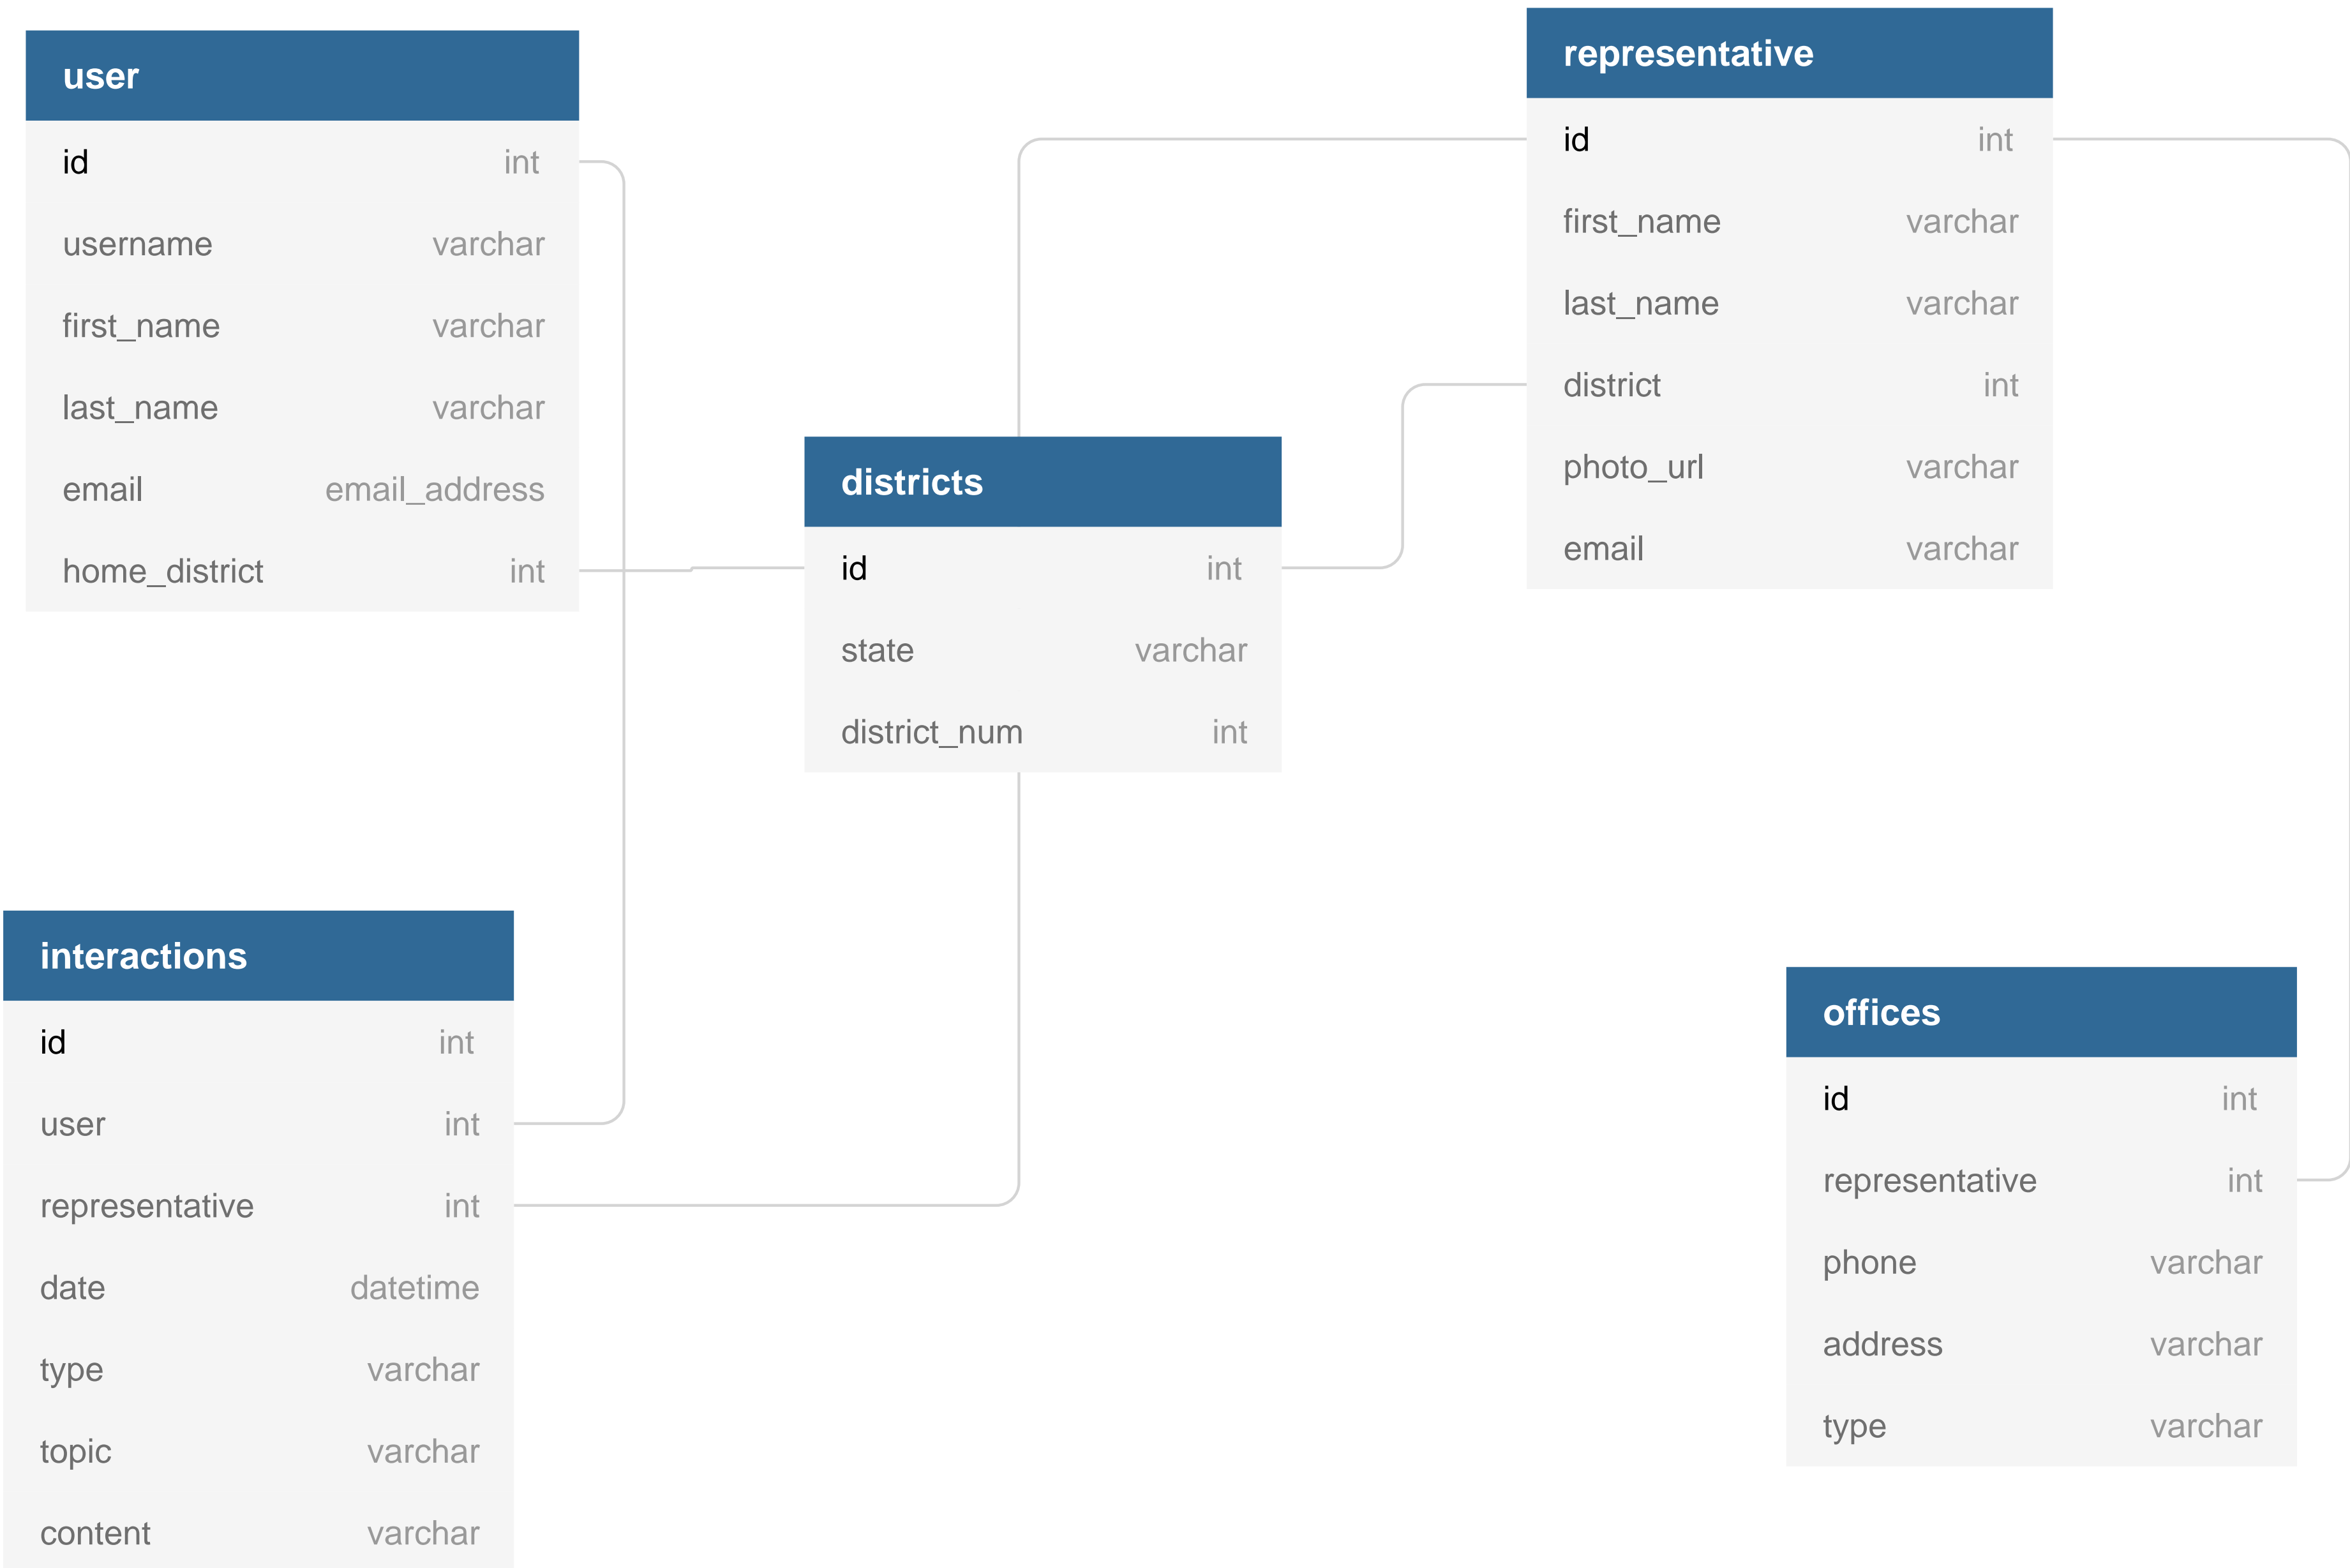 user
id int
username varchar
first_name varchar
last_name varchar
email email_address
home_district int
representative
id int
first_name varchar
last_name varchar
district int
photo_url varchar
email varchar
districts
id int
state varchar
district_num int
interactions
id int
user int
representative int
date datetime
type varchar
topic varchar
content varchar
offices
id int
representative int
phone varchar
address varchar
type varchar